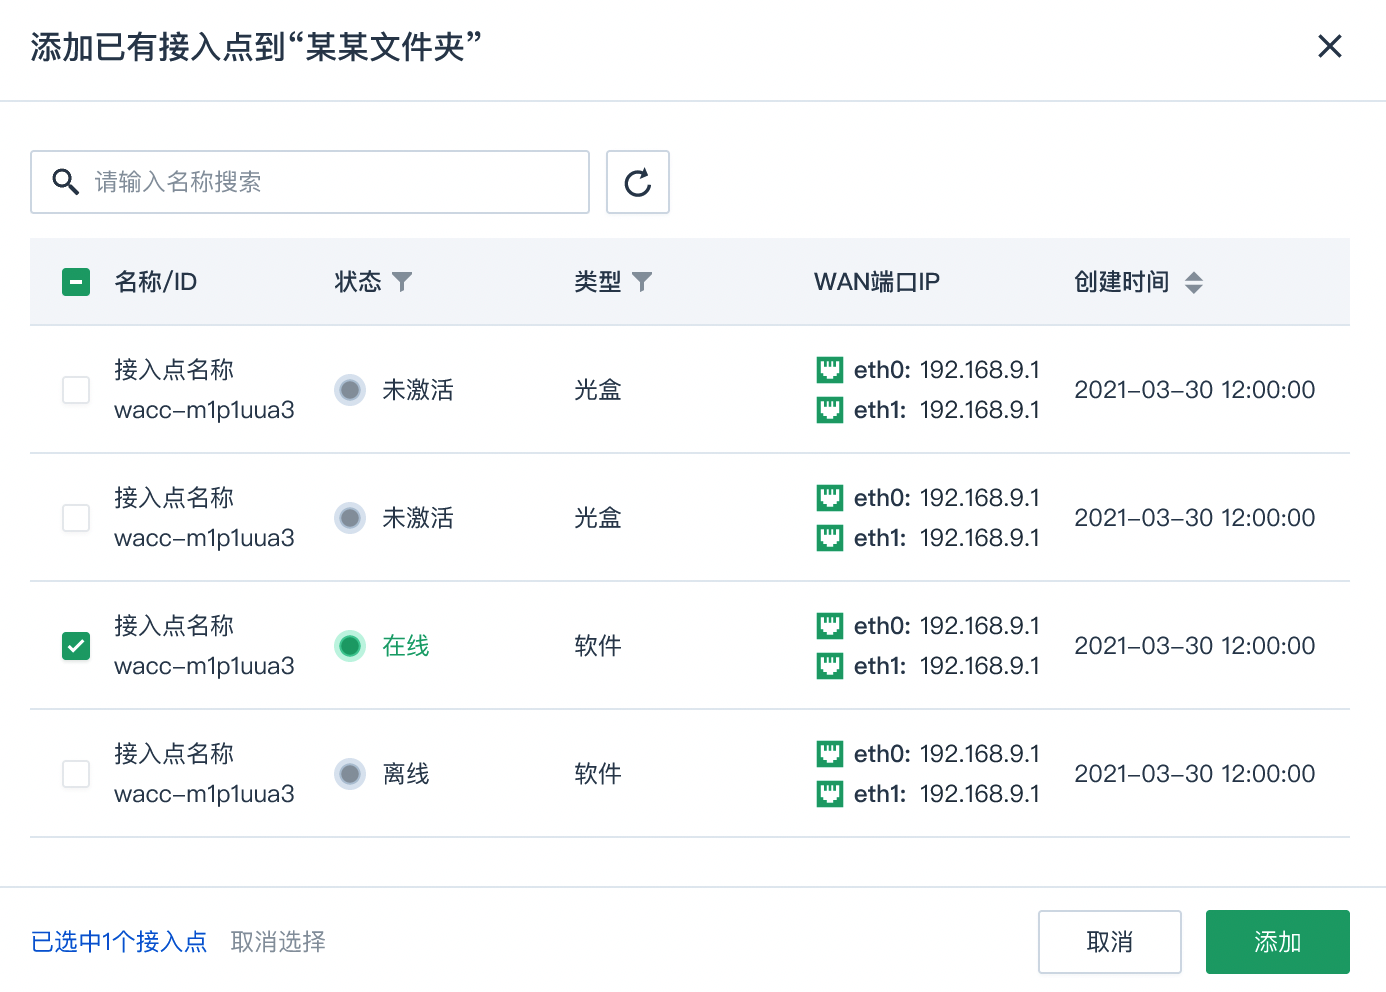 添加已有接入点到“某某文件夹”
请输入名称搜索
名称/ID 状态 类型 WAN端口IP 创建时间
接入点名称
wacc-m1p1uua3
未激活
光盒
eth0: 192.168.9.1
eth1: 192.168.9.1
2021-03-30 12:00:00
接入点名称
wacc-m1p1uua3
未激活
光盒
eth0: 192.168.9.1
eth1: 192.168.9.1
2021-03-30 12:00:00
接入点名称
wacc-m1p1uua3
在线
软件
eth0: 192.168.9.1
eth1: 192.168.9.1
2021-03-30 12:00:00
接入点名称
wacc-m1p1uua3
离线
软件
eth0: 192.168.9.1
eth1: 192.168.9.1
2021-03-30 12:00:00
已选中1个接入点 取消选择 取消 添加